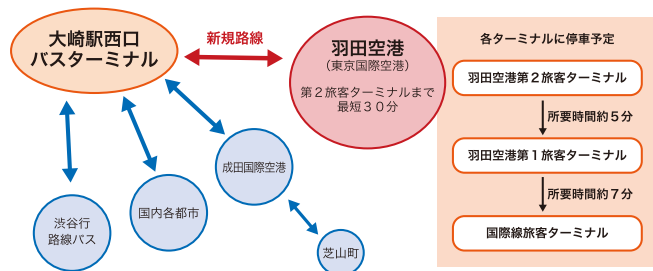 大崎駅西口
バスターミナル
新規路線
羽田空港
（東京国際空港）
第２旅客ターミナルまで
最短３０分
渋谷行
路線バス
国内各都市
成田国際空港
芝山町
各ターミナルに停車予定
羽田空港第２旅客ターミナル
所要時間約５分
羽田空港第１旅客ターミナル
所要時間約７分
国際線旅客ターミナル